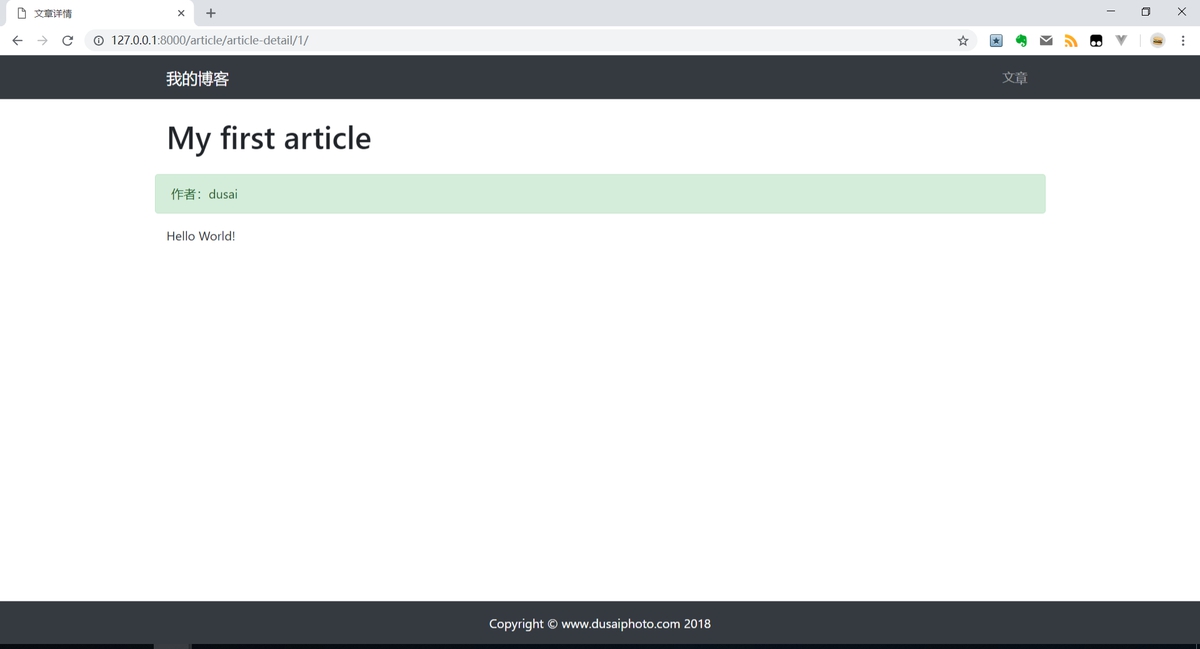 文章详情
127.0.0.1:8000/article/article-detail/1/
我的博客
文章
My first article
作者：dusai
Hello World!
Copyright © www.dusaiphoto.com 2018